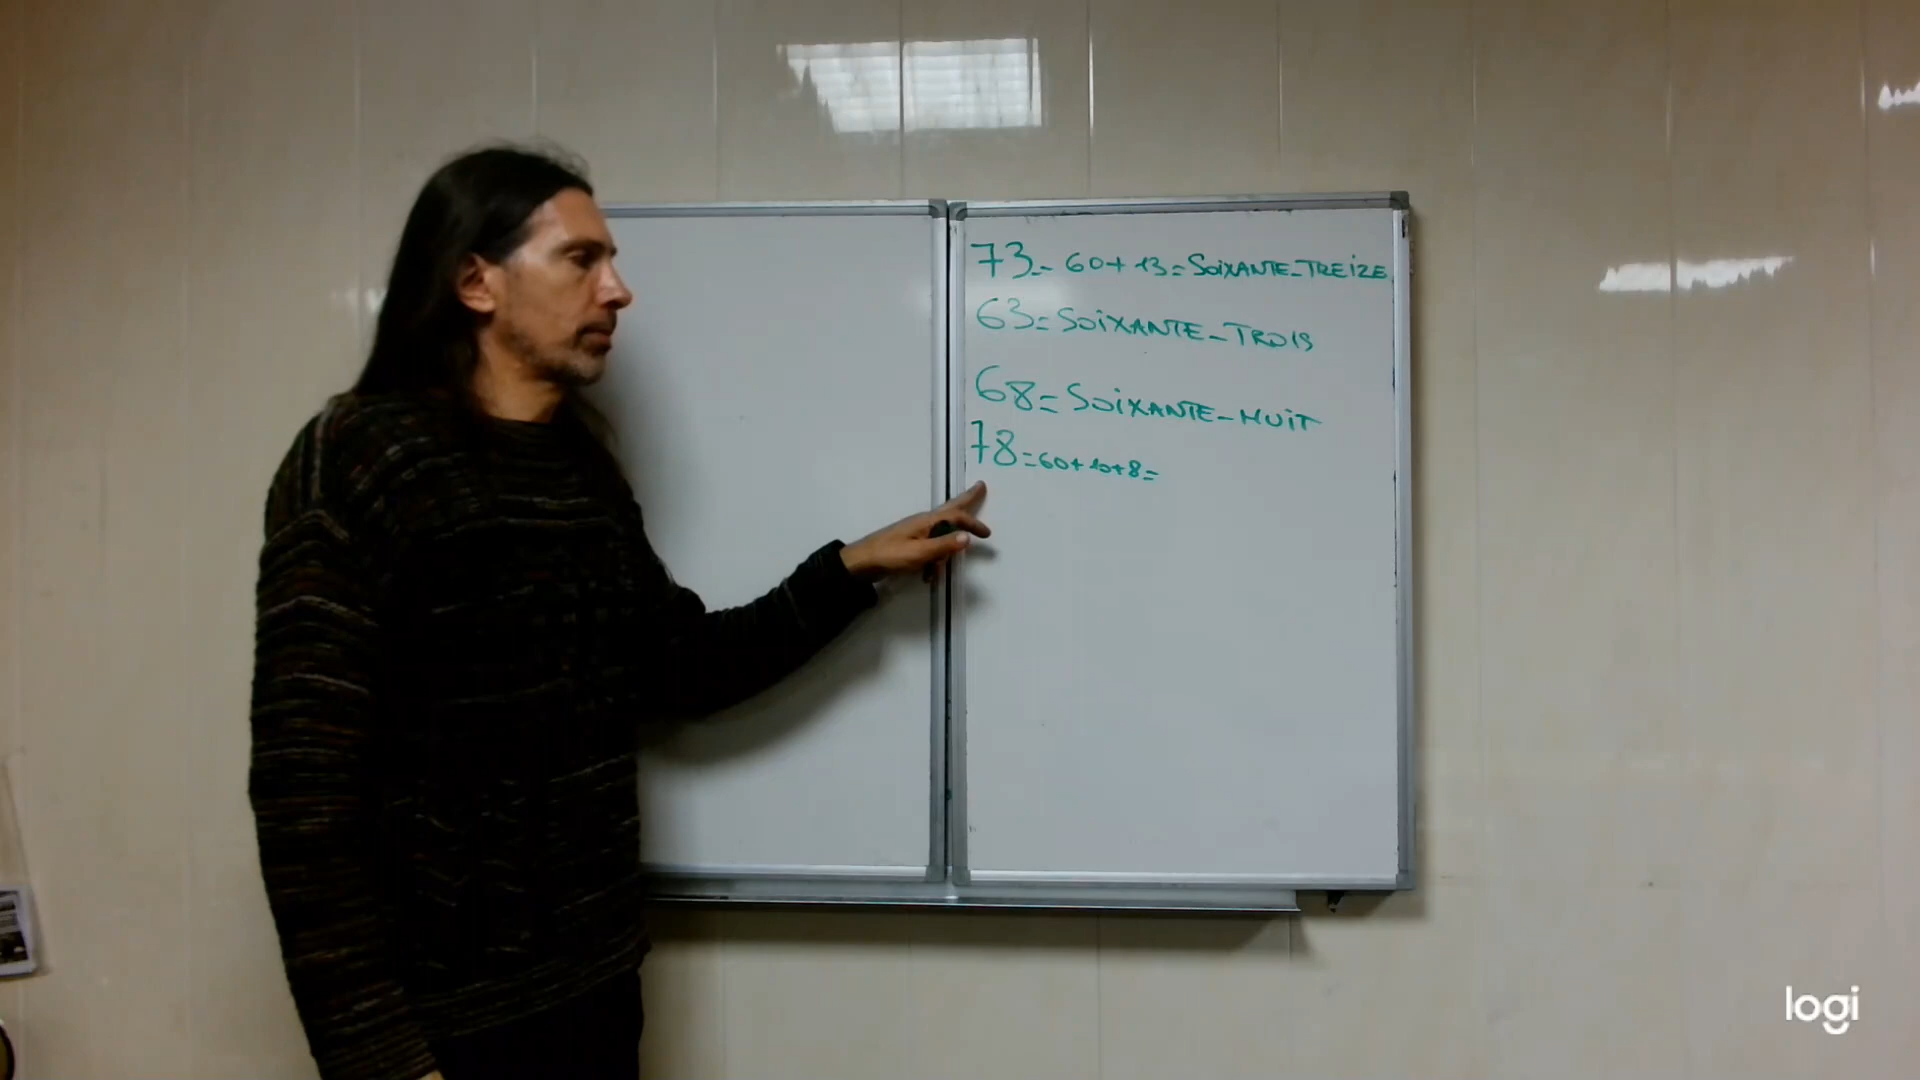 73 - 60+13=SOIXANTE-TREIZE
63=SOIXANTE-TROIS
68=SOIXANTE-HUIT
78=60+10+8=
logi